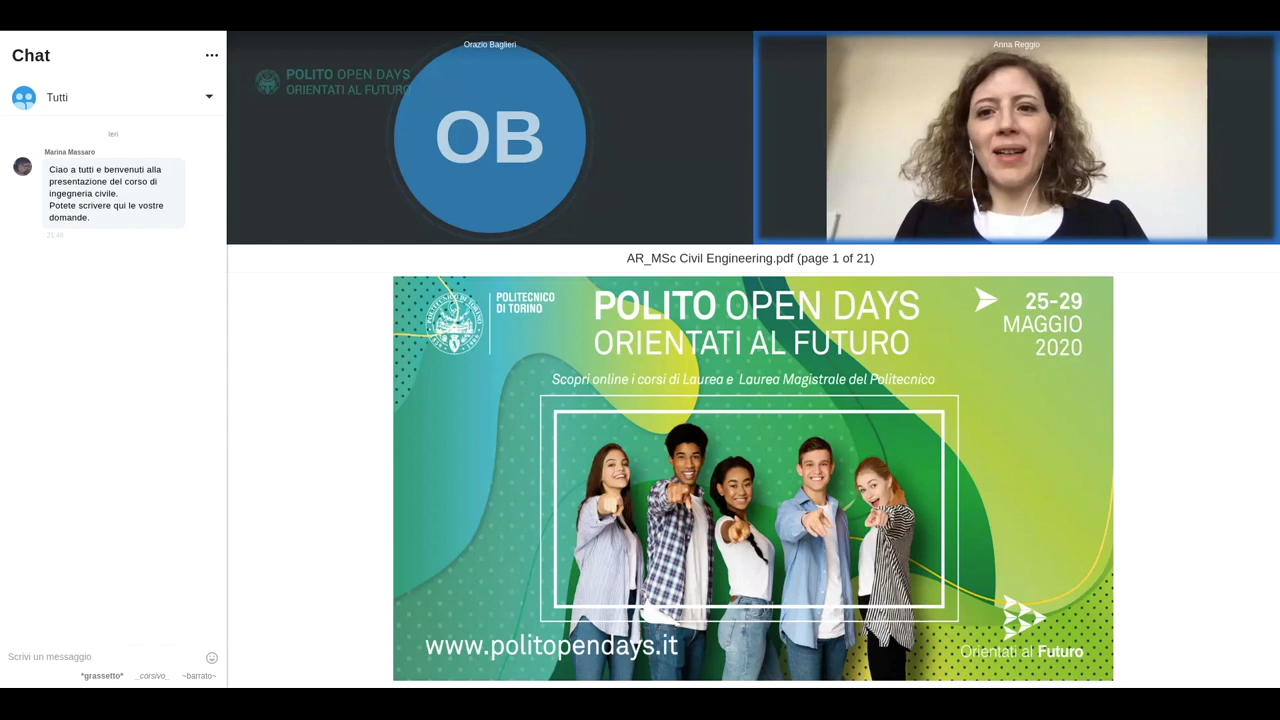 Chat
Tutti
Ieri
Marina Massaro
Ciao a tutti e benvenuti alla
presentazione del corso di
ingegneria civile.
Potete scrivere qui le vostre
domande.
21:48
Scrivi un messaggio
*grassetto* _corsivo_ ~barrato~
Orazio Baglieri
POLITO OPEN DAYS
ORIENTATI AL FUTURO
OB
Anna Reggio
AR_MSc Civil Engineering.pdf (page 1 of 21)
POLITECNICO
DI TORINO
POLITO OPEN DAYS
ORIENTATI AL FUTURO
25-29
MAGGIO
2020
Scopri online i corsi di Laurea e Laurea Magistrale del Politecnico
www.politopendays.it
Orientati al Futuro